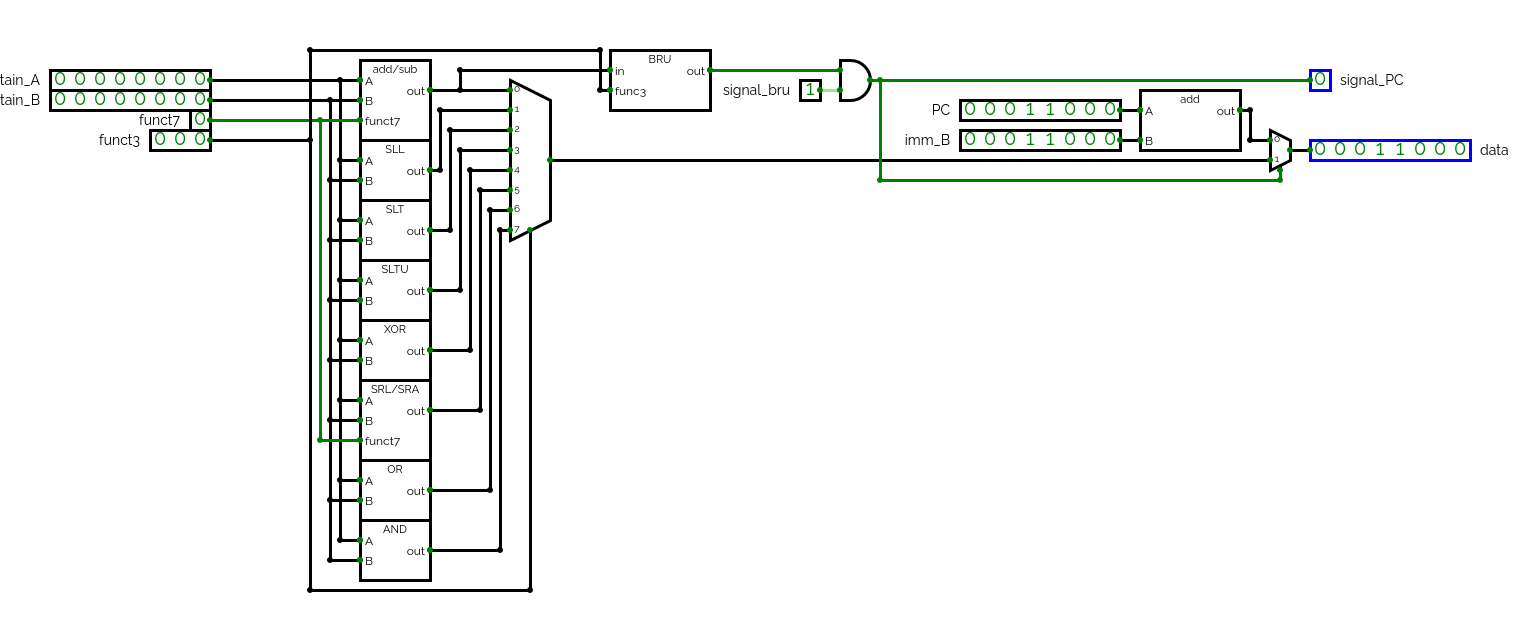 tain_A 0 0 0 0 0 0 0 0
tain_B 0 0 0 0 0 0 0 0
funct7 0
funct3 0 0 0
add/sub
A
B
funct7
out
SLL
A
B
out
SLT
A
B
out
SLTU
A
B
out
XOR
A
B
out
SRL/SRA
A
B
funct7
out
OR
A
B
out
AND
A
B
out
0
1
2
3
4
5
6
7
BRU
in
func3
out
signal_bru 1
PC 0 0 0 1 1 0 0 0
imm_B 0 0 0 1 1 0 0 0
add
A
B
out
0
1
0 signal_PC
0 0 0 1 1 0 0 0 data